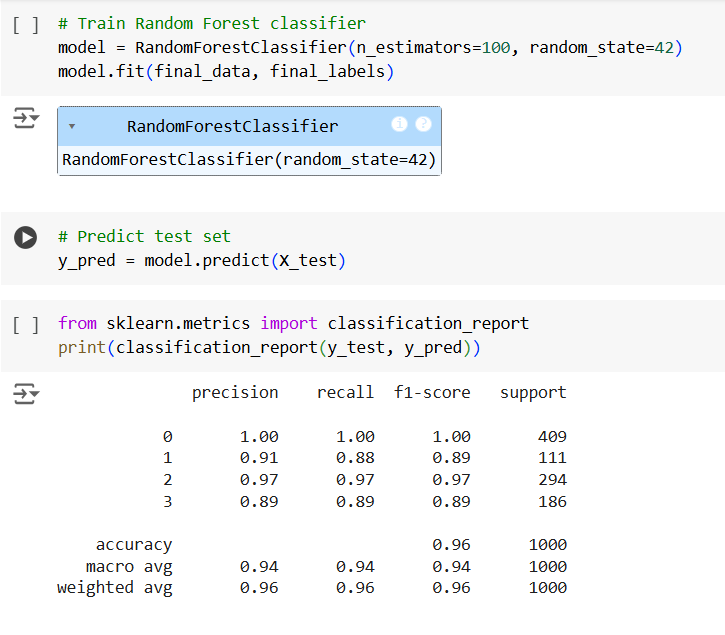 [ ] # Train Random Forest classifier
model = RandomForestClassifier(n_estimators=100, random_state=42)
model.fit(final_data, final_labels)
RandomForestClassifier i ?
RandomForestClassifier(random_state=42)
# Predict test set
y_pred = model.predict(X_test)
[ ] from sklearn.metrics import classification_report
print(classification_report(y_test, y_pred))
precision recall f1-score support
0 1.00 1.00 1.00 409
1 0.91 0.88 0.89 111
2 0.97 0.97 0.97 294
3 0.89 0.89 0.89 186
accuracy 0.96 1000
macro avg 0.94 0.94 0.94 1000
weighted avg 0.96 0.96 0.96 1000